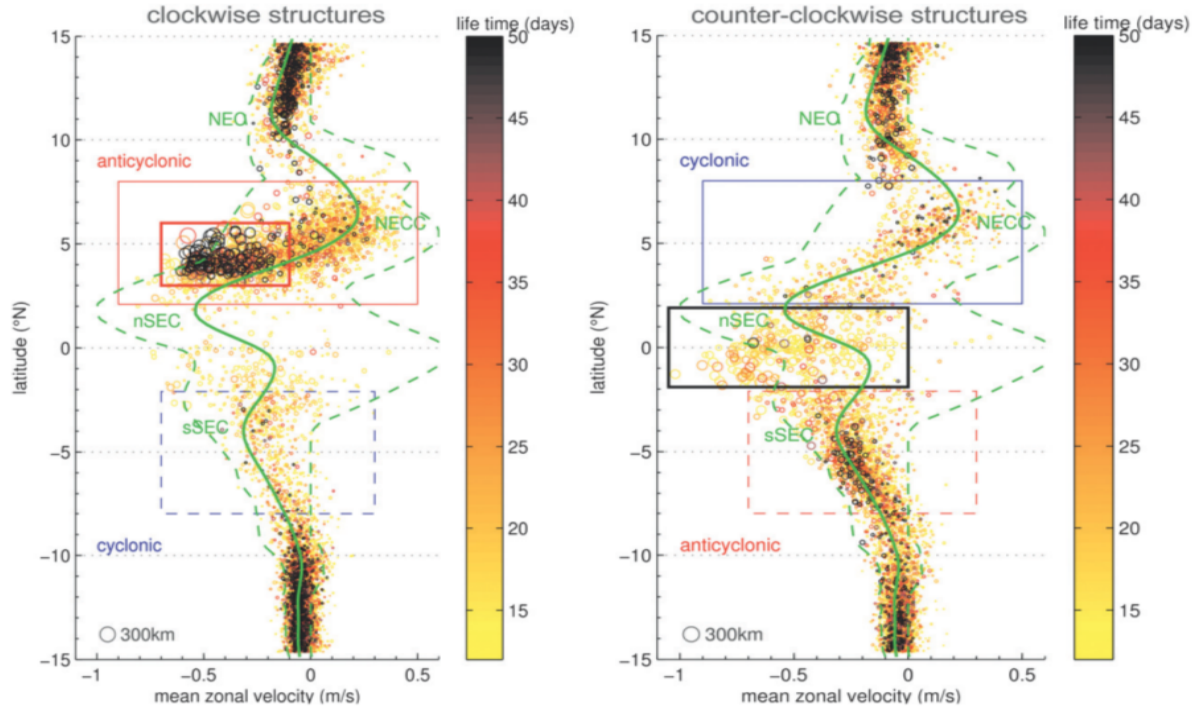 clockwise structures
life time (days)
counter-clockwise structures
life time (days)
15
10
5
0
−5
−10
−15
latitude (°N)
NEC
anticyclonic
NECC
nSEC
sSEC
cyclonic
300km
−1
−0.5
0
0.5
mean zonal velocity (m/s)
50
45
40
35
30
25
20
15
15
10
5
0
−5
−10
−15
latitude (°N)
NEC
cyclonic
NECC
nSEC
sSEC
anticyclonic
300km
−1
−0.5
0
0.5
mean zonal velocity (m/s)
50
45
40
35
30
25
20
15